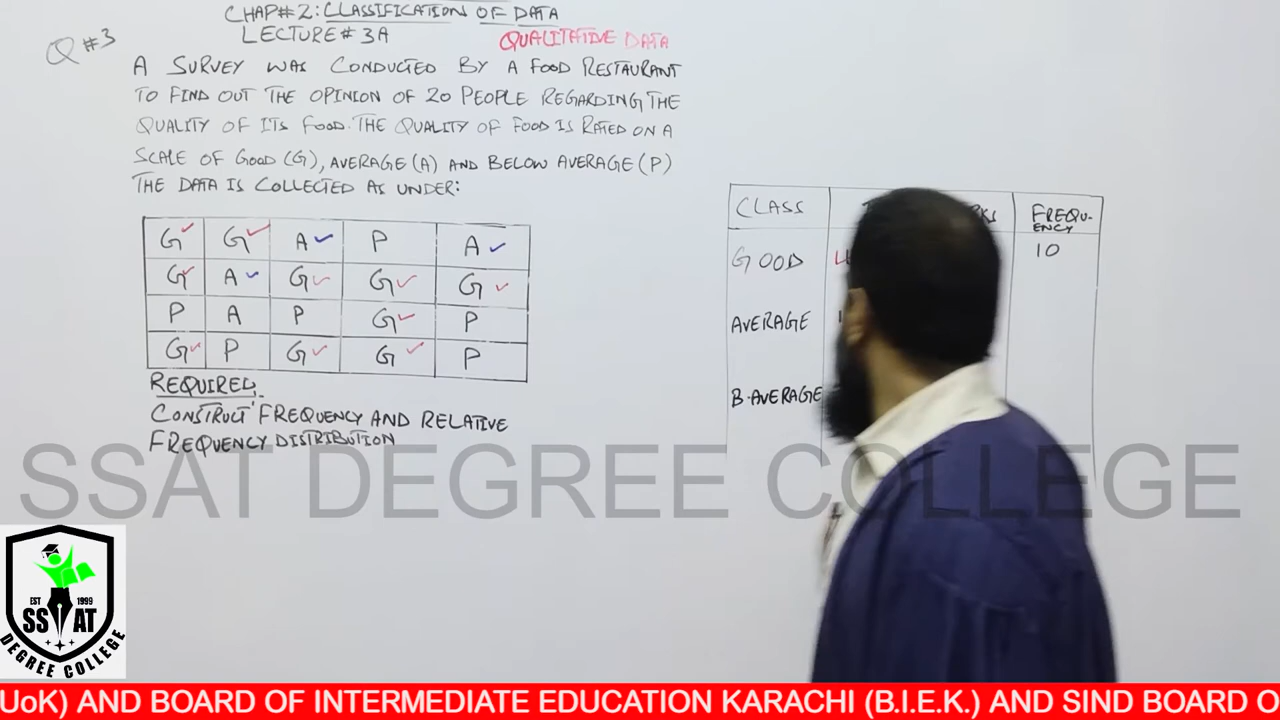 CHAP# 2: CLASSIFICATION OF DATA
LECTURE# 3A
QUALITATIVE DATA
Q #3
A SURVEY WAS CONDUCTED BY A FOOD RESTAURANT
TO FIND OUT THE OPINION OF 20 PEOPLE REGARDING THE
QUALITY OF ITS FOOD. THE QUALITY OF FOOD IS RATED ON A
SCALE OF GOOD (G), AVERAGE (A) AND BELOW AVERAGE (P)
THE DATA IS COLLECTED AS UNDER:
G G A P A
G A G G G
P A P G P
G P G G P
REQUIRED
CONSTRUCT FREQUENCY AND RELATIVE
FREQUENCY DISTRIBUTION
CLASS FREQU-
ENCY
GOOD 10
AVERAGE
B.AVERAGE
SSAT DEGREE COLLEGE
EST 1999
SS AT
DEGREE COLLEGE
UoK) AND BOARD OF INTERMEDIATE EDUCATION KARACHI (B.I.E.K.) AND SIND BOARD O